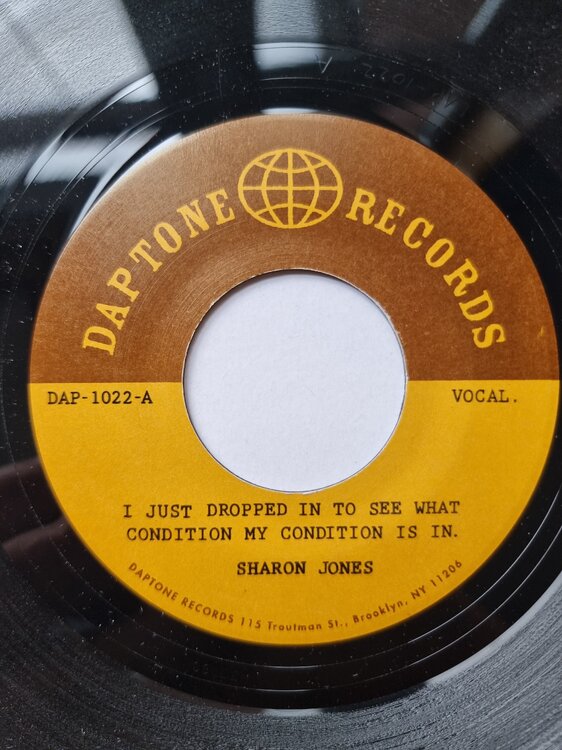 DAPTONE RECORDS
DAP-1022-A
VOCAL.
I JUST DROPPED IN TO SEE WHAT
CONDITION MY CONDITION IS IN.
SHARON JONES
DAPTONE RECORDS 115 Troutman St., Brooklyn, NY 11206